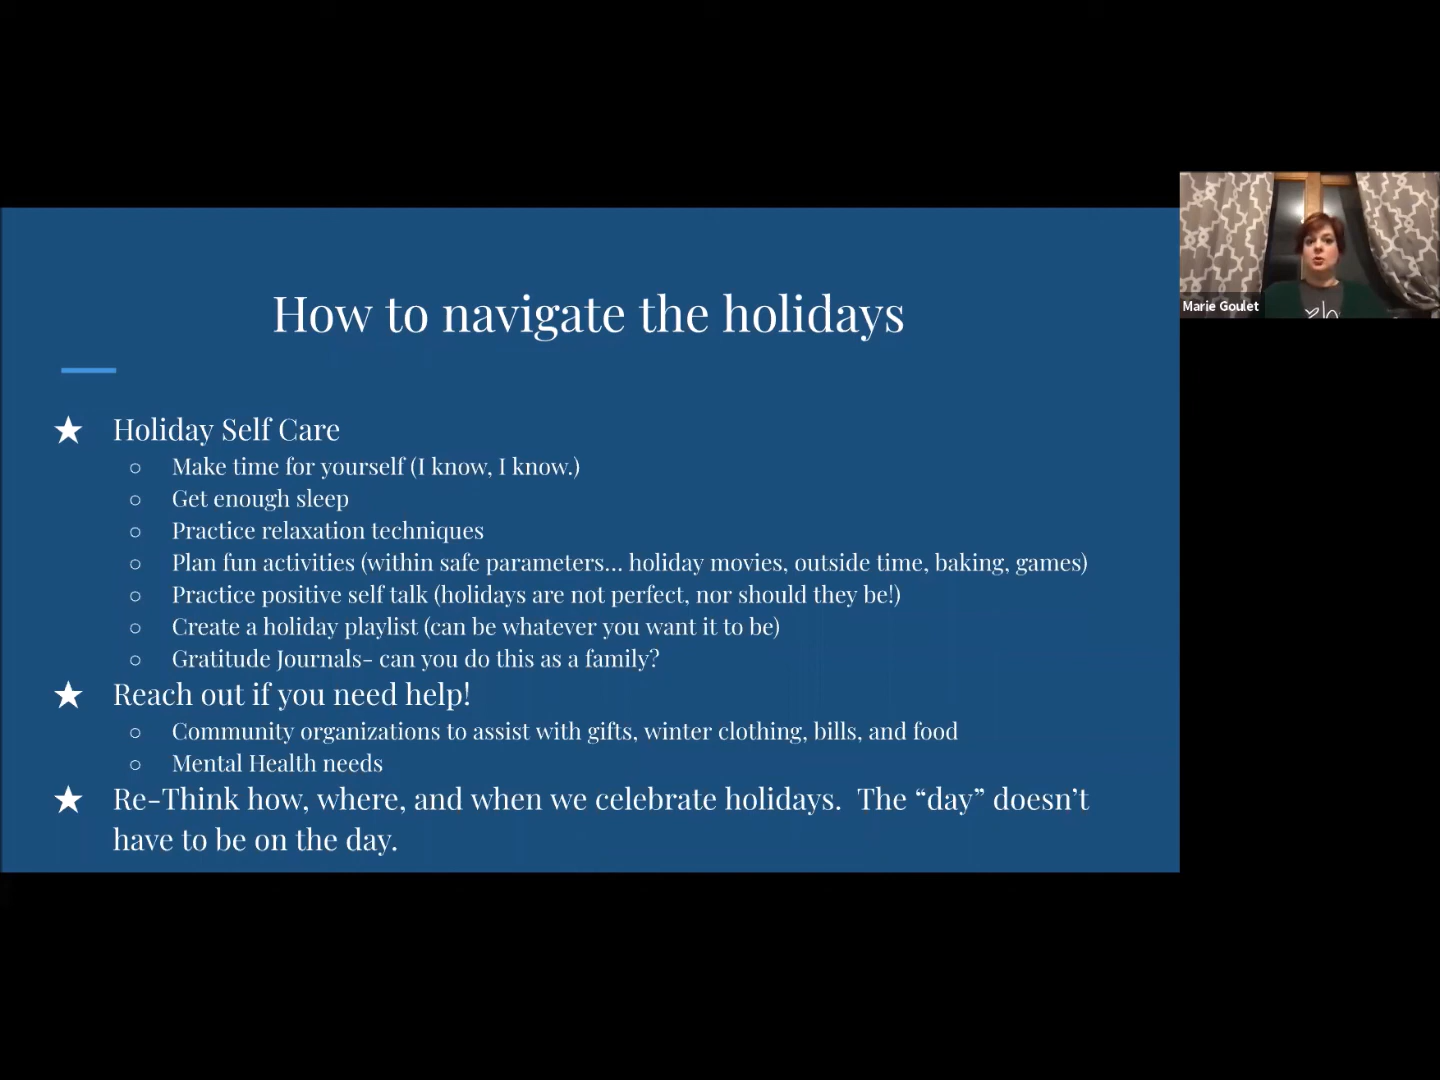 How to navigate the holidays
★ Holiday Self Care
○ Make time for yourself (I know, I know.)
○ Get enough sleep
○ Practice relaxation techniques
○ Plan fun activities (within safe parameters... holiday movies, outside time, baking, games)
○ Practice positive self talk (holidays are not perfect, nor should they be!)
○ Create a holiday playlist (can be whatever you want it to be)
○ Gratitude Journals- can you do this as a family?
★ Reach out if you need help!
○ Community organizations to assist with gifts, winter clothing, bills, and food
○ Mental Health needs
★ Re-Think how, where, and when we celebrate holidays. The “day” doesn’t
have to be on the day.
Marie Goulet